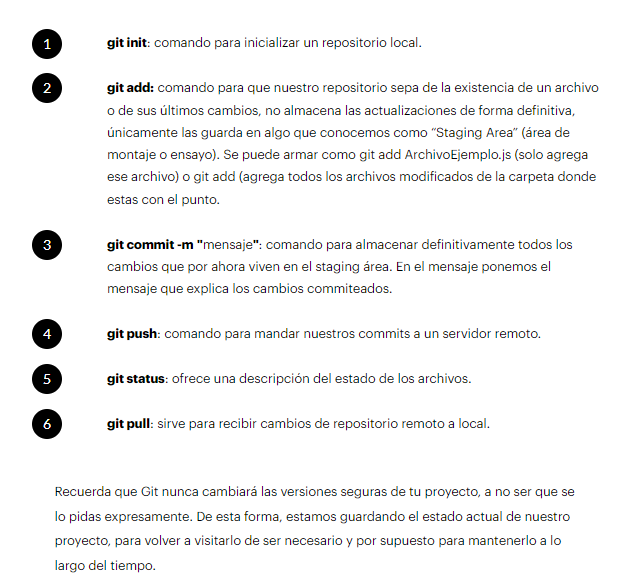 1 git init: comando para inicializar un repositorio local.
2 git add: comando para que nuestro repositorio sepa de la existencia de un archivo
o de sus últimos cambios, no almacena las actualizaciones de forma definitiva,
únicamente las guarda en algo que conocemos como “Staging Area” (área de
montaje o ensayo). Se puede armar como git add ArchivoEjemplo.js (solo agrega
ese archivo) o git add (agrega todos los archivos modificados de la carpeta donde
estas con el punto.
3 git commit -m "mensaje": comando para almacenar definitivamente todos los
cambios que por ahora viven en el staging área. En el mensaje ponemos el
mensaje que explica los cambios commiteados.
4 git push: comando para mandar nuestros commits a un servidor remoto.
5 git status: ofrece una descripción del estado de los archivos.
6 git pull: sirve para recibir cambios de repositorio remoto a local.
Recuerda que Git nunca cambiará las versiones seguras de tu proyecto, a no ser que se
lo pidas expresamente. De esta forma, estamos guardando el estado actual de nuestro
proyecto, para volver a visitarlo de ser necesario y por supuesto para mantenerlo a lo
largo del tiempo.